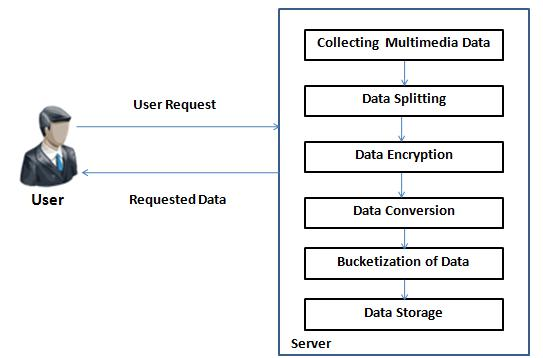 Collecting Multimedia Data
Data Splitting
User Request
Data Encryption
User
Requested Data
Data Conversion
Bucketization of Data
Data Storage
Server